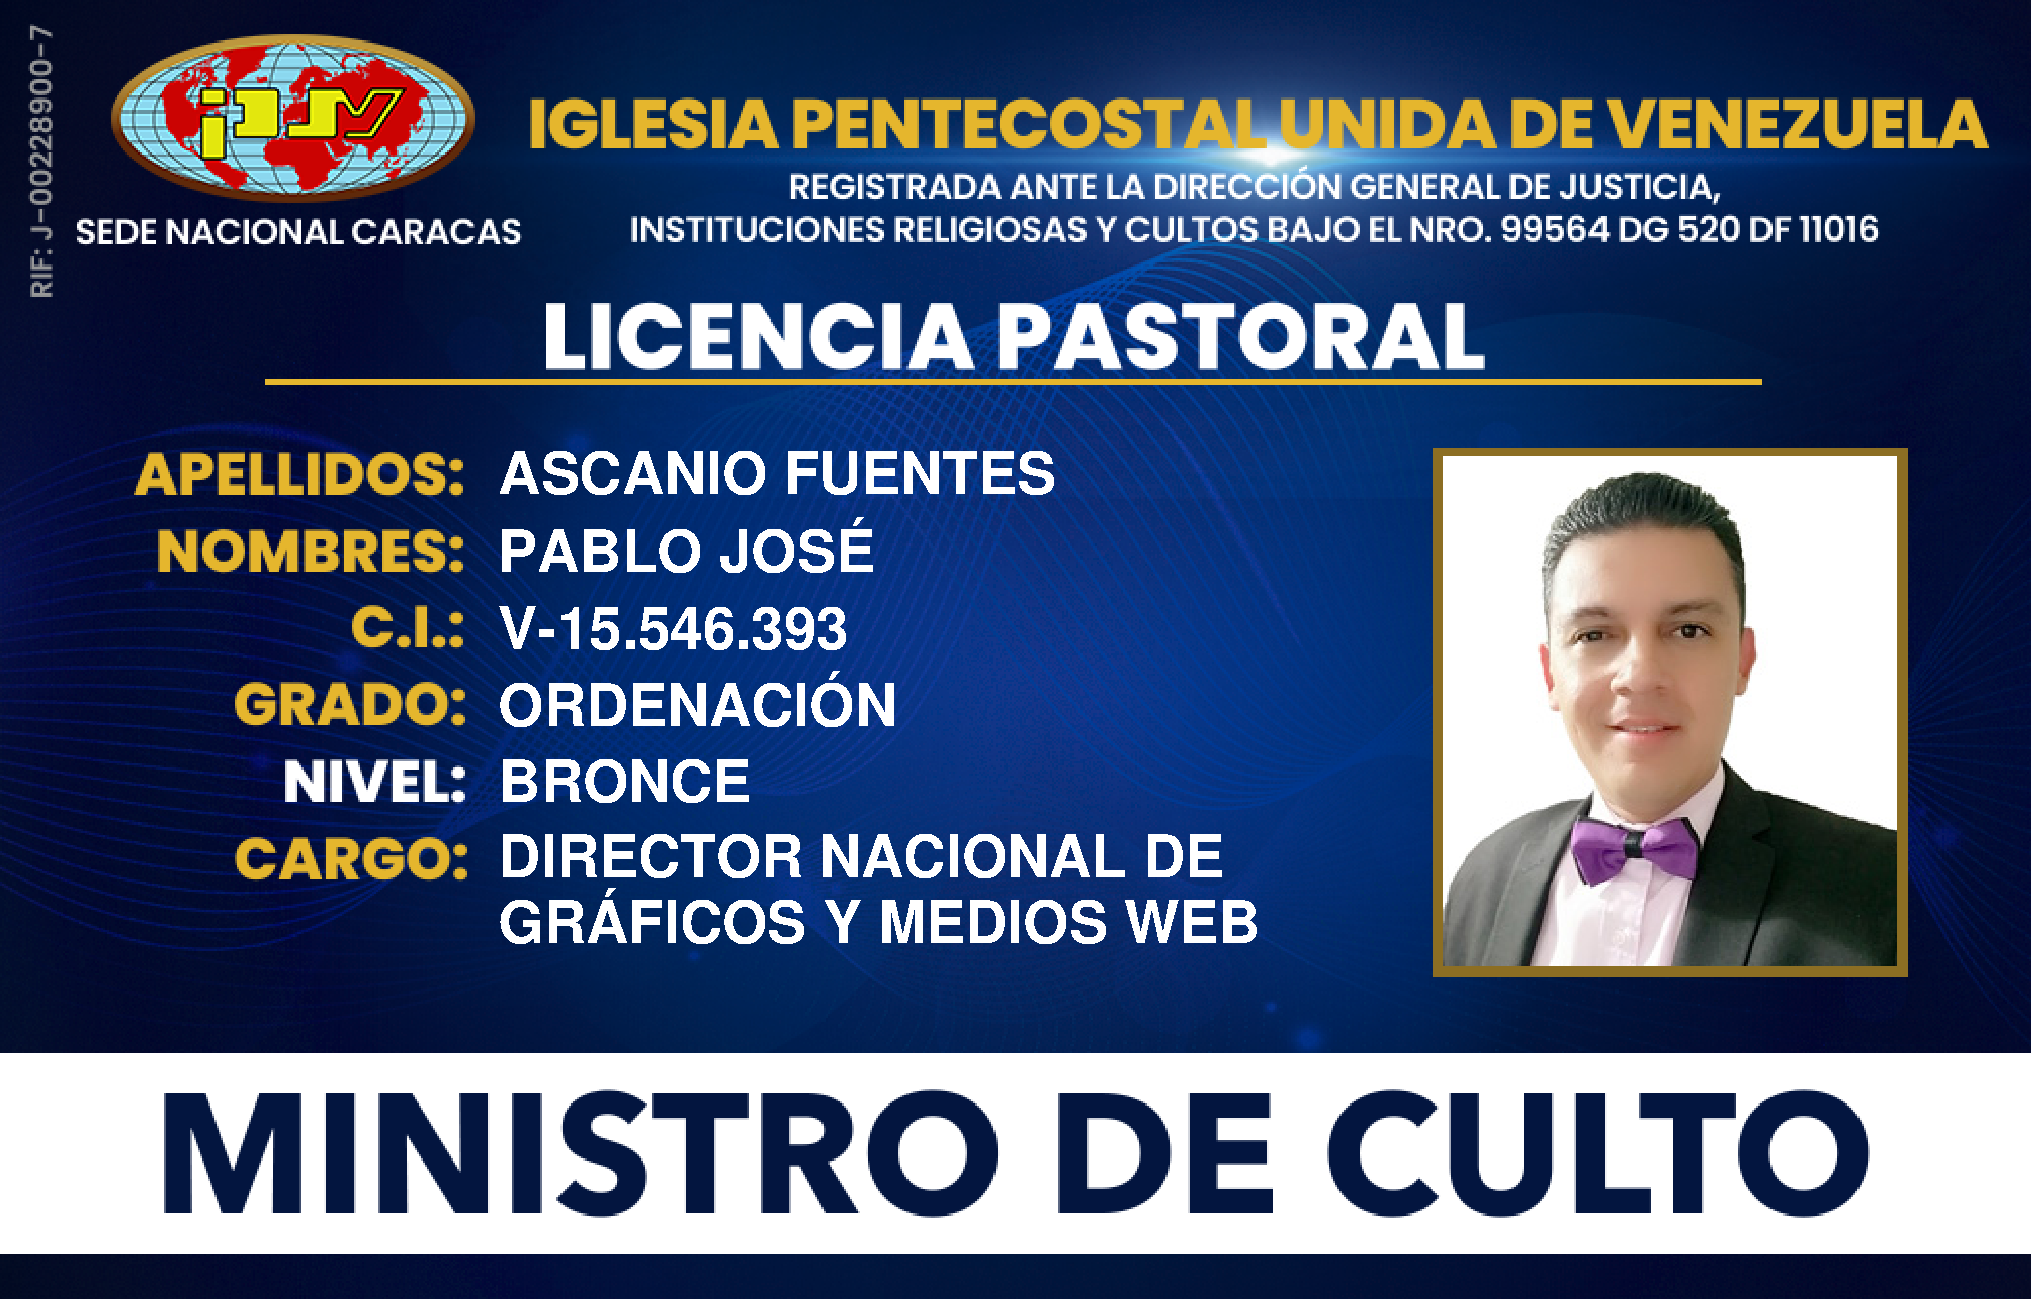 RIF: J-00228900-7
ipuv
SEDE NACIONAL CARACAS
IGLESIA PENTECOSTAL UNIDA DE VENEZUELA
REGISTRADA ANTE LA DIRECCIÓN GENERAL DE JUSTICIA,
INSTITUCIONES RELIGIOSAS Y CULTOS BAJO EL NRO. 99564 DG 520 DF 11016
LICENCIA PASTORAL
APELLIDOS: ASCANIO FUENTES
NOMBRES: PABLO JOSÉ
C.I.: V-15.546.393
GRADO: ORDENACIÓN
NIVEL: BRONCE
CARGO: DIRECTOR NACIONAL DE
GRÁFICOS Y MEDIOS WEB
MINISTRO DE CULTO